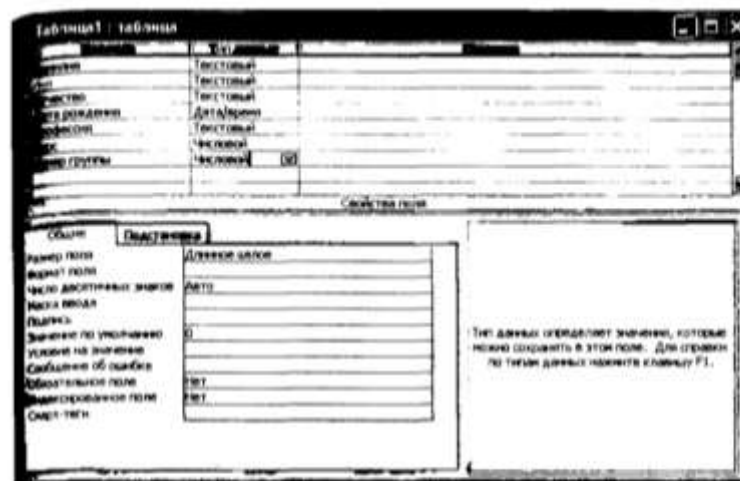 Таблица1 : таблица
Текстовый
Текстовый
Текстовый
рождения Дата/время
Текстовый
Числовой
группы Числовой
Свойства поля
Общие Подстановка
Размер поля Длинное целое
Формат поля
Число десятичных знаков Авто
Маска ввода
Подпись
Значение по умолчанию 0
Условие на значение
Сообщение об ошибке
Обязательное поле Нет
Индексированное поле Нет
Смарт-теги
Тип данных определяет значения, которые
можно сохранять в этом поле. Для справки
по типам данных нажмите клавишу F1.